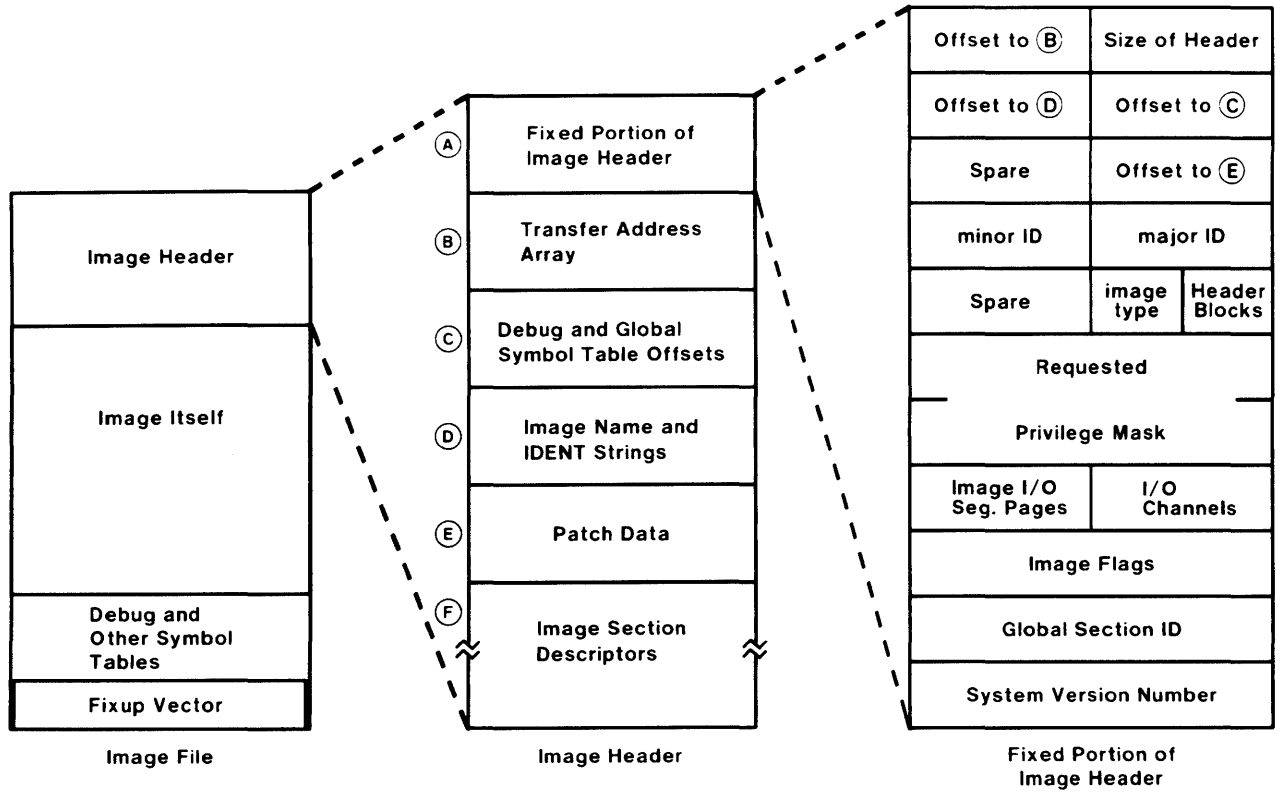 Image Header
Image Itself
Debug and
Other Symbol
Tables
Fixup Vector
Image File
A
Fixed Portion of
Image Header
B
Transfer Address
Array
C
Debug and Global
Symbol Table Offsets
D
Image Name and
IDENT Strings
E
Patch Data
F
Image Section
Descriptors
Image Header
Offset to B
Size of Header
Offset to D
Offset to C
Spare
Offset to E
minor ID
major ID
Spare
image
type
Header
Blocks
Requested
Privilege Mask
Image I/O
Seg. Pages
I/O
Channels
Image Flags
Global Section ID
System Version Number
Fixed Portion of
Image Header